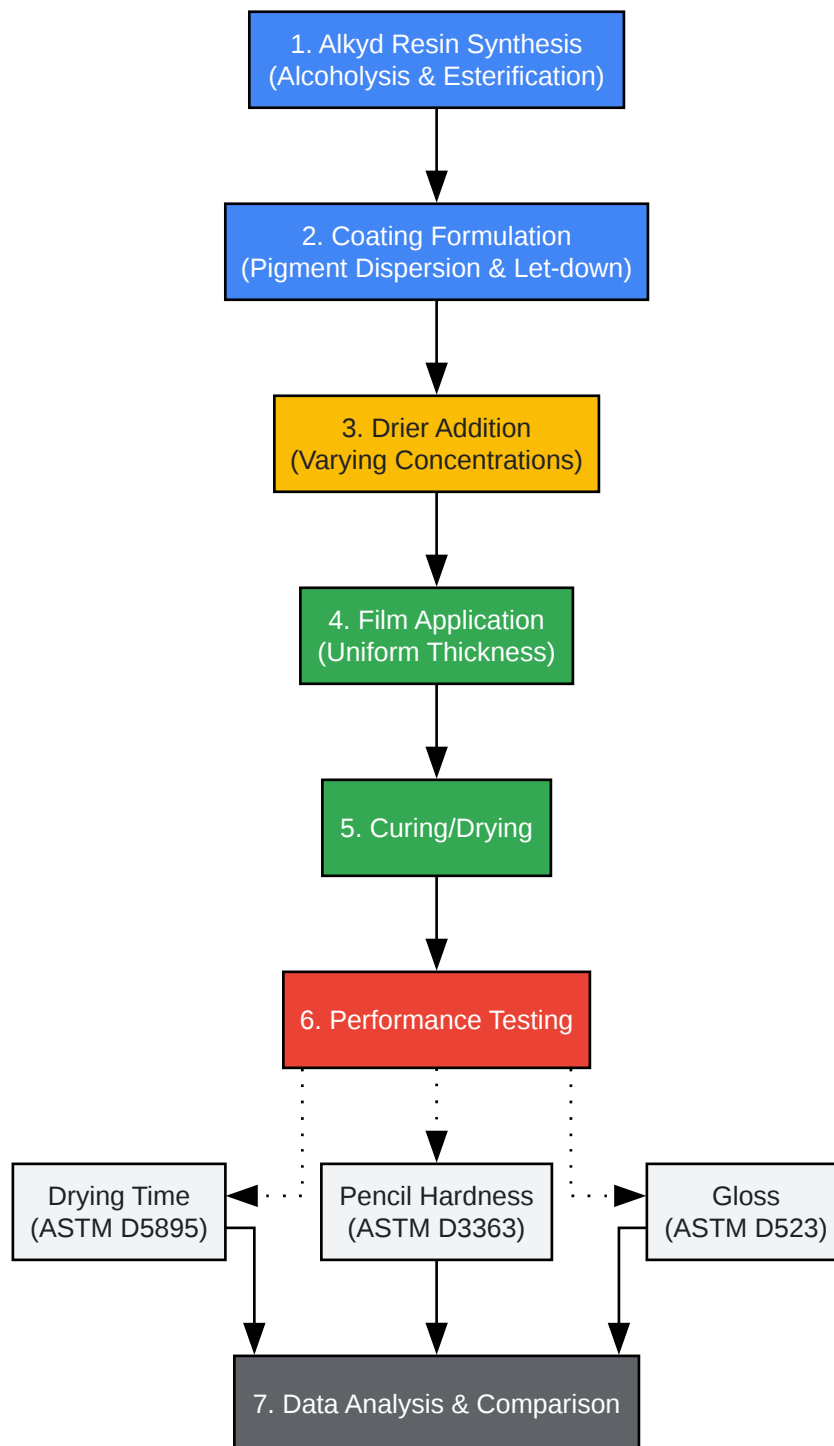 1. Alkyd Resin Synthesis
(Alcoholysis & Esterification)
2. Coating Formulation
(Pigment Dispersion & Let-down)
3. Drier Addition
(Varying Concentrations)
4. Film Application
(Uniform Thickness)
5. Curing/Drying
6. Performance Testing
Drying Time
(ASTM D5895)
Pencil Hardness
(ASTM D3363)
Gloss
(ASTM D523)
7. Data Analysis & Comparison